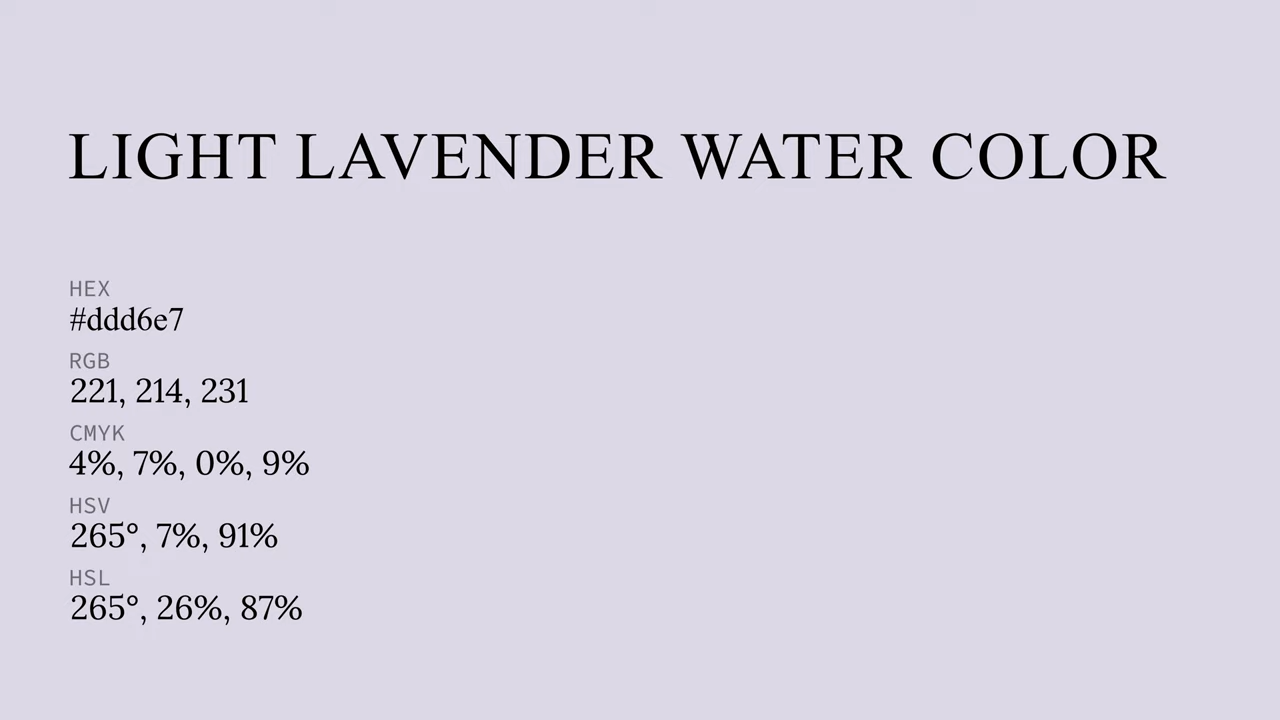 LIGHT LAVENDER WATER COLOR
HEX
#ddd6e7
RGB
221, 214, 231
CMYK
4%, 7%, 0%, 9%
HSV
265°, 7%, 91%
HSL
265°, 26%, 87%